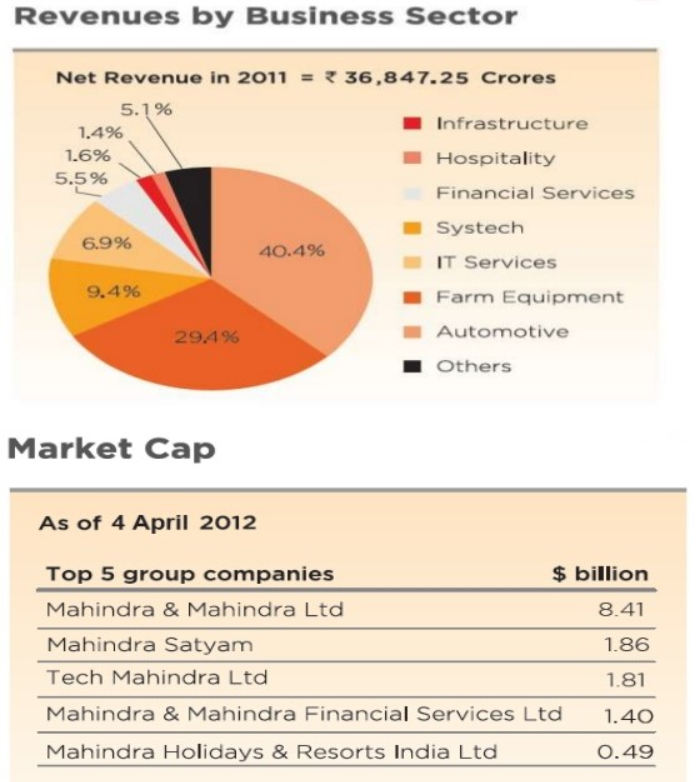 Revenues by Business Sector
Net Revenue in 2011 = ₹ 36,847.25 Crores
5.1%
1.4%
1.6%
5.5%
6.9%
9.4%
29.4%
40.4%
Infrastructure
Hospitality
Financial Services
Systech
IT Services
Farm Equipment
Automotive
Others
Market Cap
As of 4 April 2012
Top 5 group companies $ billion
Mahindra & Mahindra Ltd 8.41
Mahindra Satyam 1.86
Tech Mahindra Ltd 1.81
Mahindra & Mahindra Financial Services Ltd 1.40
Mahindra Holidays & Resorts India Ltd 0.49